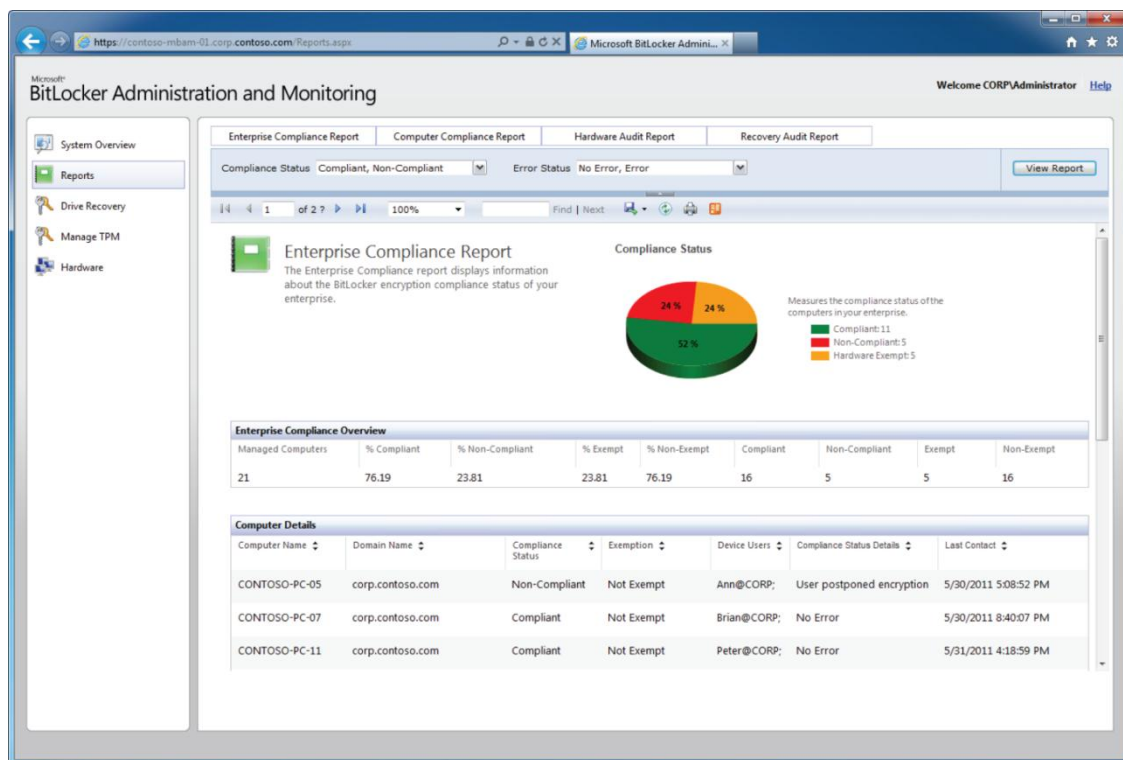 https://contoso-mbam-01.corp.contoso.com/Reports.aspx
Microsoft BitLocker Admini...
Microsoft
BitLocker Administration and Monitoring
Welcome CORP\Administrator Help
System Overview
Reports
Drive Recovery
Manage TPM
Hardware
Enterprise Compliance Report Computer Compliance Report Hardware Audit Report Recovery Audit Report
Compliance Status Compliant, Non-Compliant Error Status No Error, Error View Report
1 of 2 ? 100% Find | Next
Enterprise Compliance Report
The Enterprise Compliance report displays information
about the BitLocker encryption compliance status of your
enterprise.
Compliance Status
24 % 24 %
52 %
Measures the compliance status of the
computers in your enterprise.
Compliant: 11
Non-Compliant: 5
Hardware Exempt: 5
Enterprise Compliance Overview
Managed Computers % Compliant % Non-Compliant % Exempt % Non-Exempt Compliant Non-Compliant Exempt Non-Exempt
21 76.19 23.81 23.81 76.19 16 5 5 16
Computer Details
Computer Name Domain Name Compliance Status Exemption Device Users Compliance Status Details Last Contact
CONTOSO-PC-05 corp.contoso.com Non-Compliant Not Exempt Ann@CORP; User postponed encryption 5/30/2011 5:08:52 PM
CONTOSO-PC-07 corp.contoso.com Compliant Not Exempt Brian@CORP; No Error 5/30/2011 8:40:07 PM
CONTOSO-PC-11 corp.contoso.com Compliant Not Exempt Peter@CORP; No Error 5/31/2011 4:18:59 PM